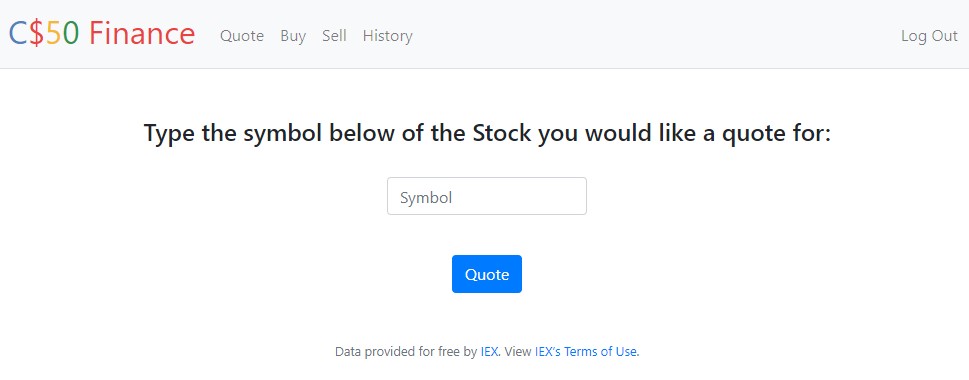 C$50 Finance Quote Buy Sell History Log Out
Type the symbol below of the Stock you would like a quote for:
Symbol
Quote
Data provided for free by IEX. View IEX's Terms of Use.